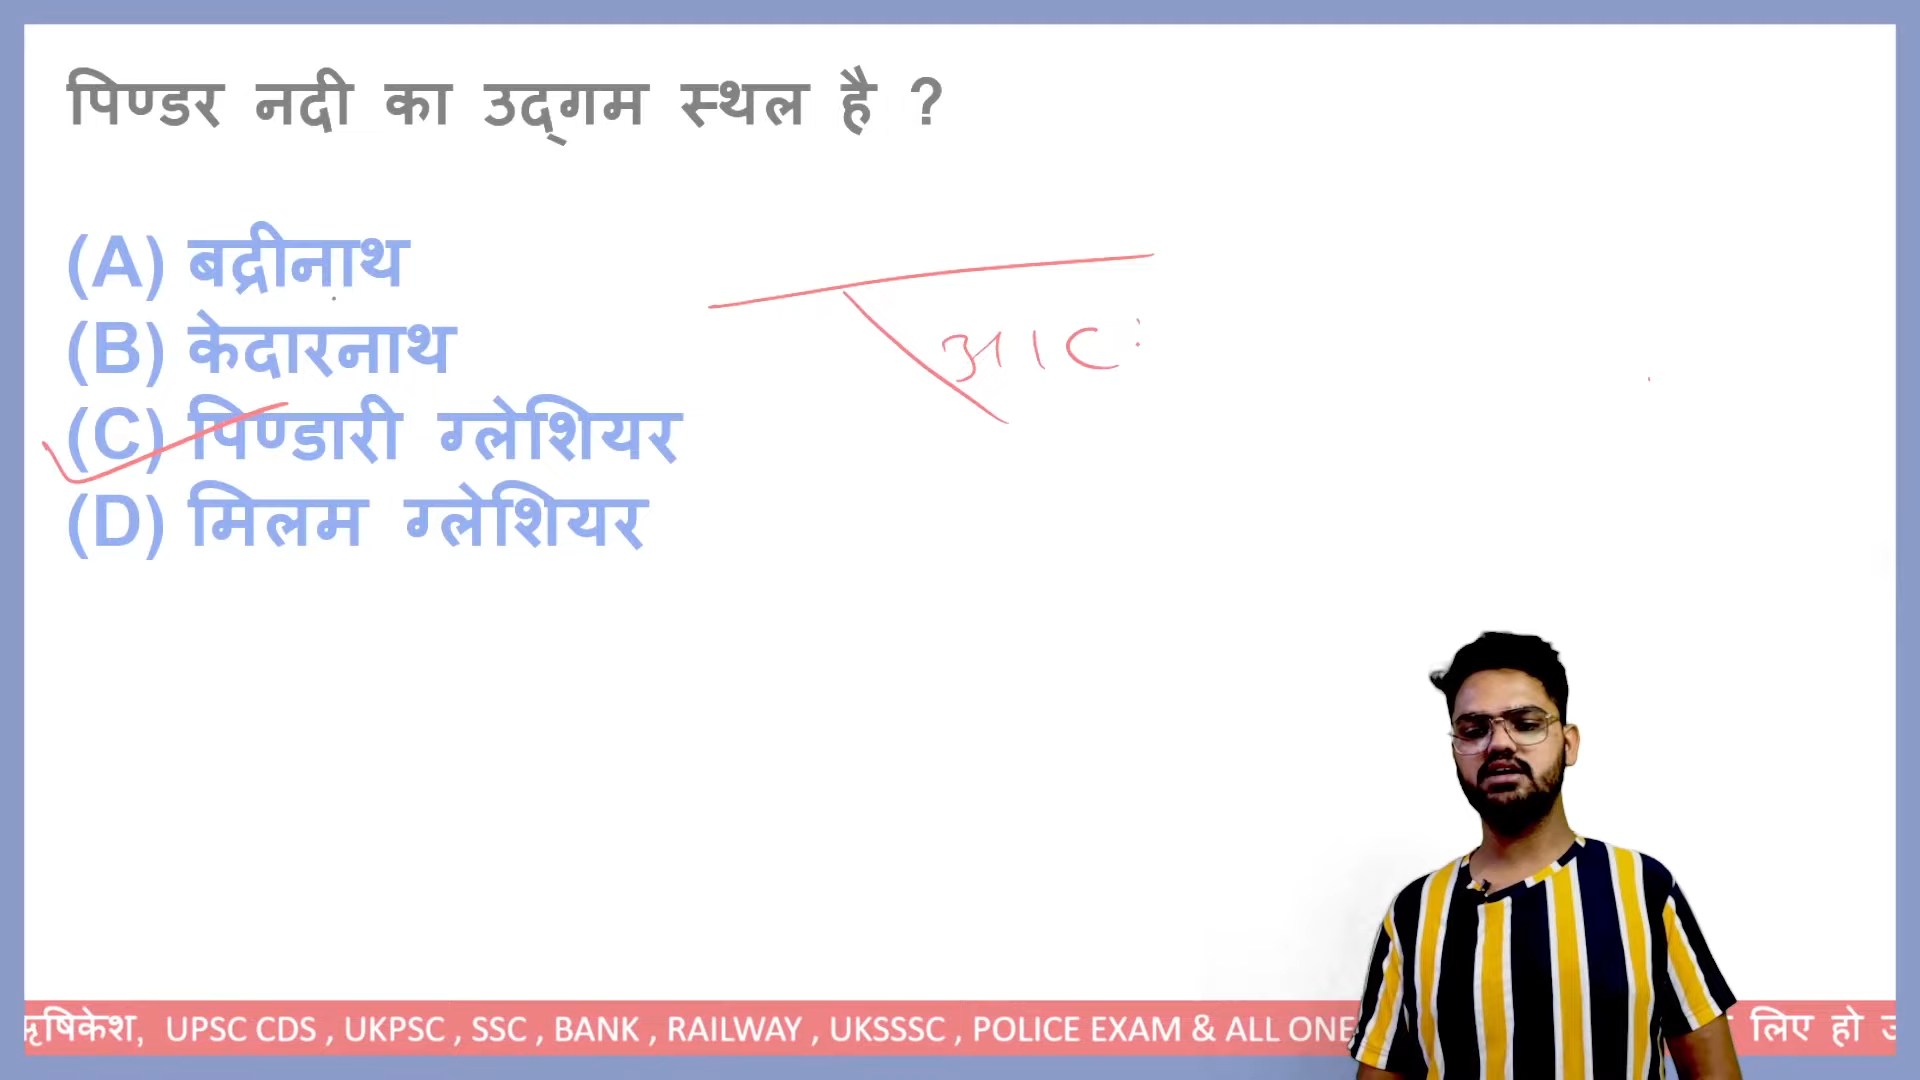 पिण्डर नदी का उद्गम स्थल है ?
(A) बद्रीनाथ
(B) केदारनाथ
(C) पिण्डारी ग्लेशियर
(D) मिलम ग्लेशियर
ऋषिकेश, UPSC CDS , UKPSC , SSC , BANK , RAILWAY , UKSSSC , POLICE EXAM & ALL ONE लिए हो